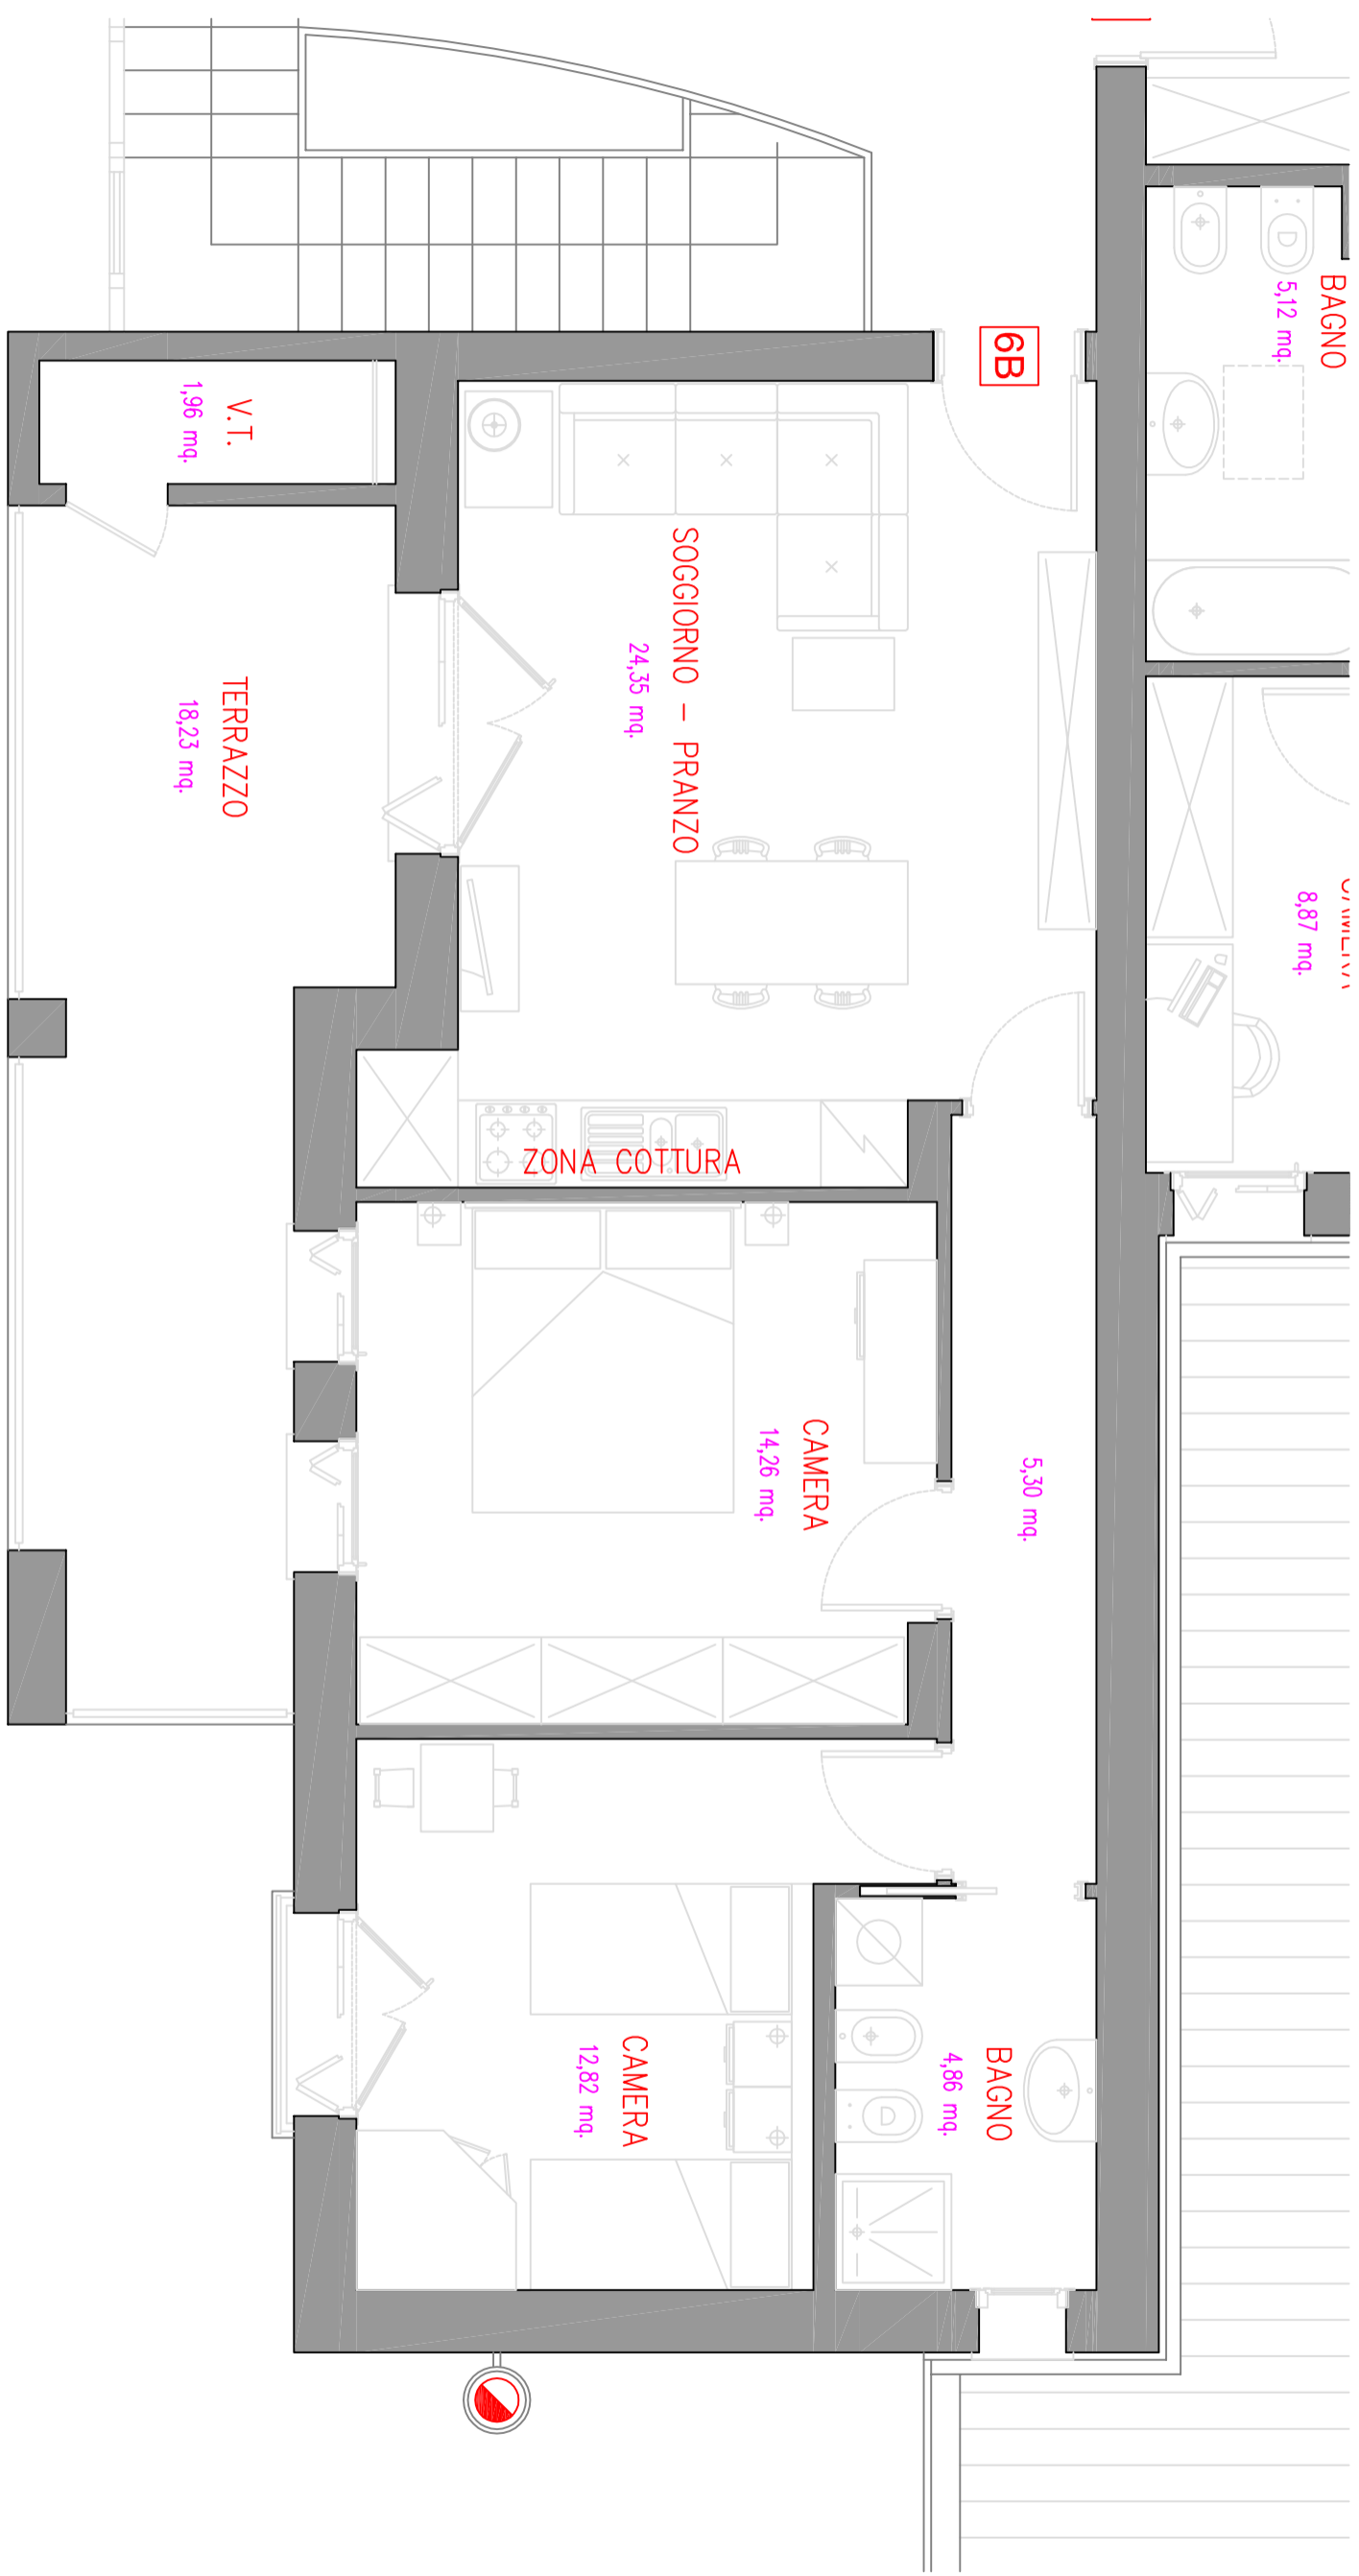 BAGNO
5,12 mq.
6B
V.T.
1,96 mq.
SOGGIORNO - PRANZO
24,35 mq.
TERRAZZO
18,23 mq.
CAMERA
8,87 mq.
ZONA COTTURA
CAMERA
14,26 mq.
5,30 mq.
BAGNO
4,86 mq.
CAMERA
12,82 mq.